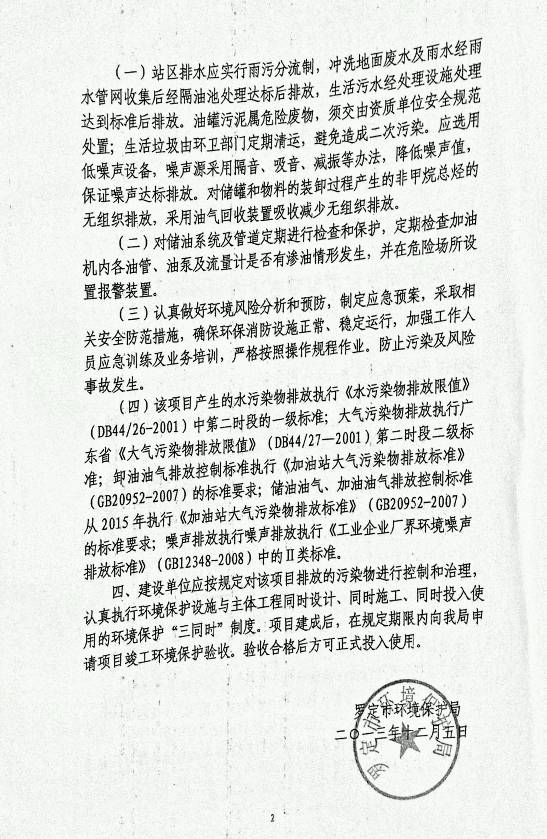 （一）站区排水应实行雨污分流制，冲洗地面废水及雨水经雨
水管网收集后经隔油池处理达标后排放，生活污水经处理设施处理
达到标准后排放。油罐污泥属危险废物，须交由资质单位安全规范
处置；生活垃圾由环卫部门定期清运，避免造成二次污染。应选用
低噪声设备，噪声源采用隔音、吸音、减振等办法，降低噪声值，
保证噪声达标排放。对储罐和物料的装卸过程产生的非甲烷总烃的
无组织排放，采用油气回收装置吸收减少无组织排放。
（二）对储油系统及管道定期进行检查和保护，定期检查加油
机内各油管、油泵及流量计是否有渗油情形发生，并在危险场所设
置报警装置。
（三）认真做好环境风险分析和预防，制定应急预案，采取相
关安全防范措施，确保环保消防设施正常、稳定运行，加强工作人
员应急训练及业务培训，严格按照操作规程作业。防止污染及风险
事故发生。
（四）该项目产生的水污染物排放执行《水污染物排放限值》
（DB44/26-2001）中第二时段的一级标准；大气污染物排放执行广
东省《大气污染物排放限值》（DB44/27—2001）第二时段二级标
准；卸油油气排放控制标准执行《加油站大气污染物排放标准》
（GB20952-2007）的标准要求；储油油气、加油油气排放控制标准
从 2015 年执行《加油站大气污染物排放标准》（GB20952-2007）
的标准要求；噪声排放执行噪声排放执行《工业企业厂界环境噪声
排放标准》（GB12348-2008）中的Ⅱ类标准。
四、建设单位应按规定对该项目排放的污染物进行控制和治理，
认真执行环境保护设施与主体工程同时设计、同时施工、同时投入使
用的环境保护“三同时”制度。项目建成后，在规定期限内向我局申
请项目竣工环境保护验收。验收合格后方可正式投入使用。
罗定市环境保护局
二〇一三年十二月五日
罗定市环境保护局
2